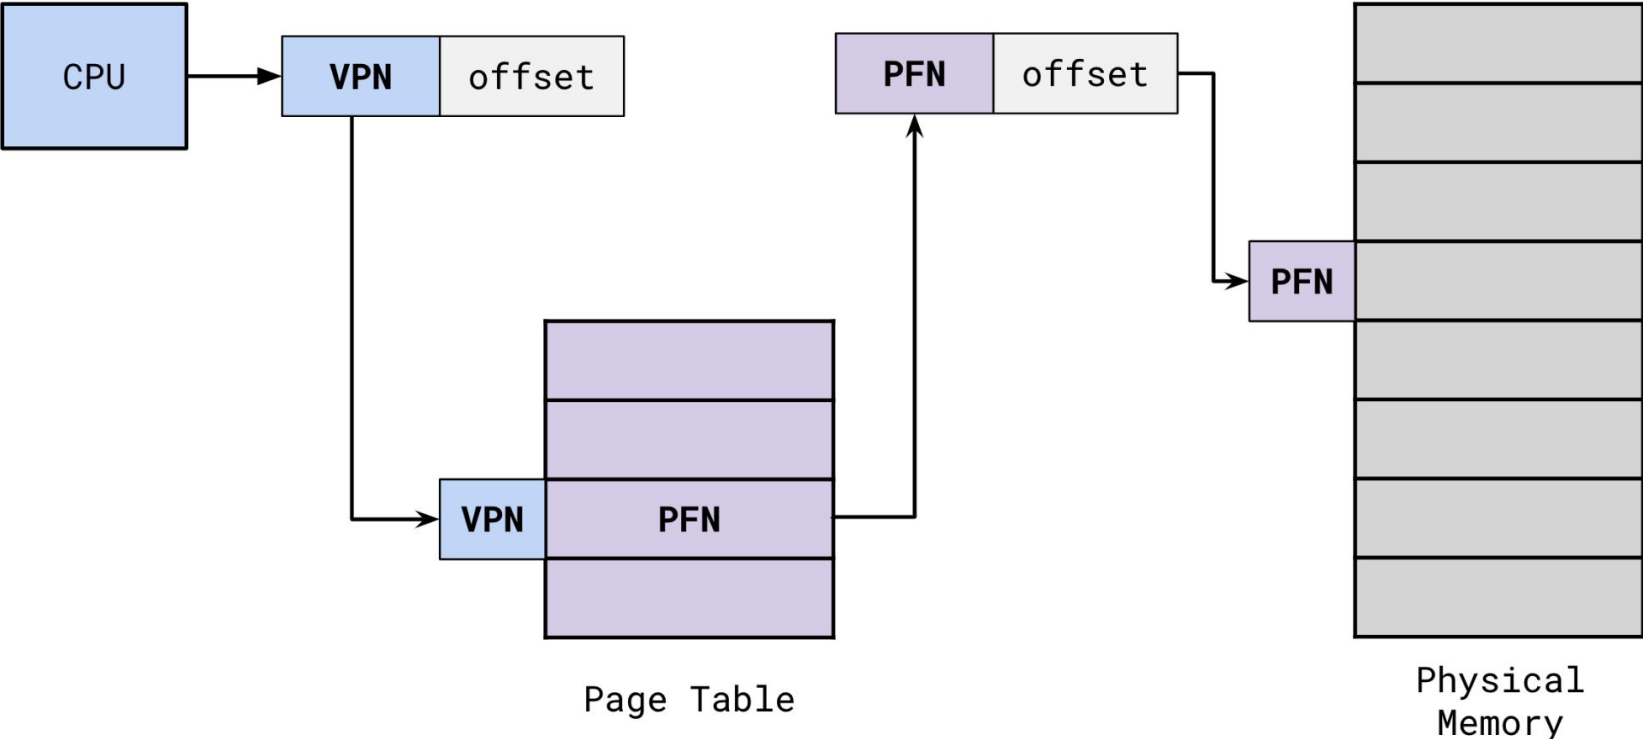 CPU
VPN
offset
PFN
offset
PFN
VPN
PFN
Page Table
Physical
Memory